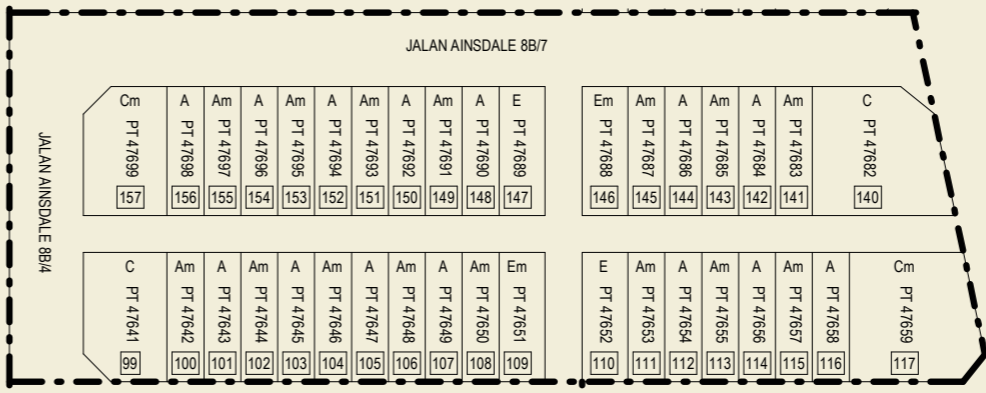 JALAN AINSDALE 8B/7
JALAN AINSDALE 8B/4
Cm A Am A Am A Am A Am A E
PT 47699 PT 47698 PT 47697 PT 47696 PT 47695 PT 47694 PT 47693 PT 47692 PT 47691 PT 47690 PT 47689
157 156 155 154 153 152 151 150 149 148 147
Em Am A Am A Am C
PT 47688 PT 47687 PT 47686 PT 47685 PT 47684 PT 47683 PT 47682
146 145 144 143 142 141 140
C Am A Am A Am A Am A Am Em
PT 47641 PT 47642 PT 47643 PT 47644 PT 47645 PT 47646 PT 47647 PT 47648 PT 47649 PT 47650 PT 47651
99 100 101 102 103 104 105 106 107 108 109
E Am A Am A Am A Cm
PT 47652 PT 47653 PT 47654 PT 47655 PT 47656 PT 47657 PT 47658 PT 47659
110 111 112 113 114 115 116 117